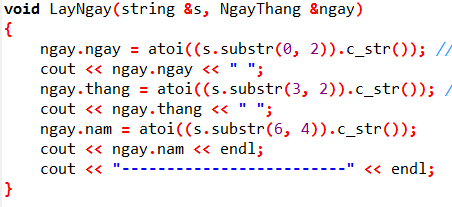 void LayNgay(string &s, NgayThang &ngay)
{
ngay.ngay = atoi((s.substr(0, 2)).c_str()); //
cout << ngay.ngay << " ";
ngay.thang = atoi((s.substr(3, 2)).c_str()); /
cout << ngay.thang << " ";
ngay.nam = atoi((s.substr(6, 4)).c_str());
cout << ngay.nam << endl;
cout << "-------------------------" << endl;
}